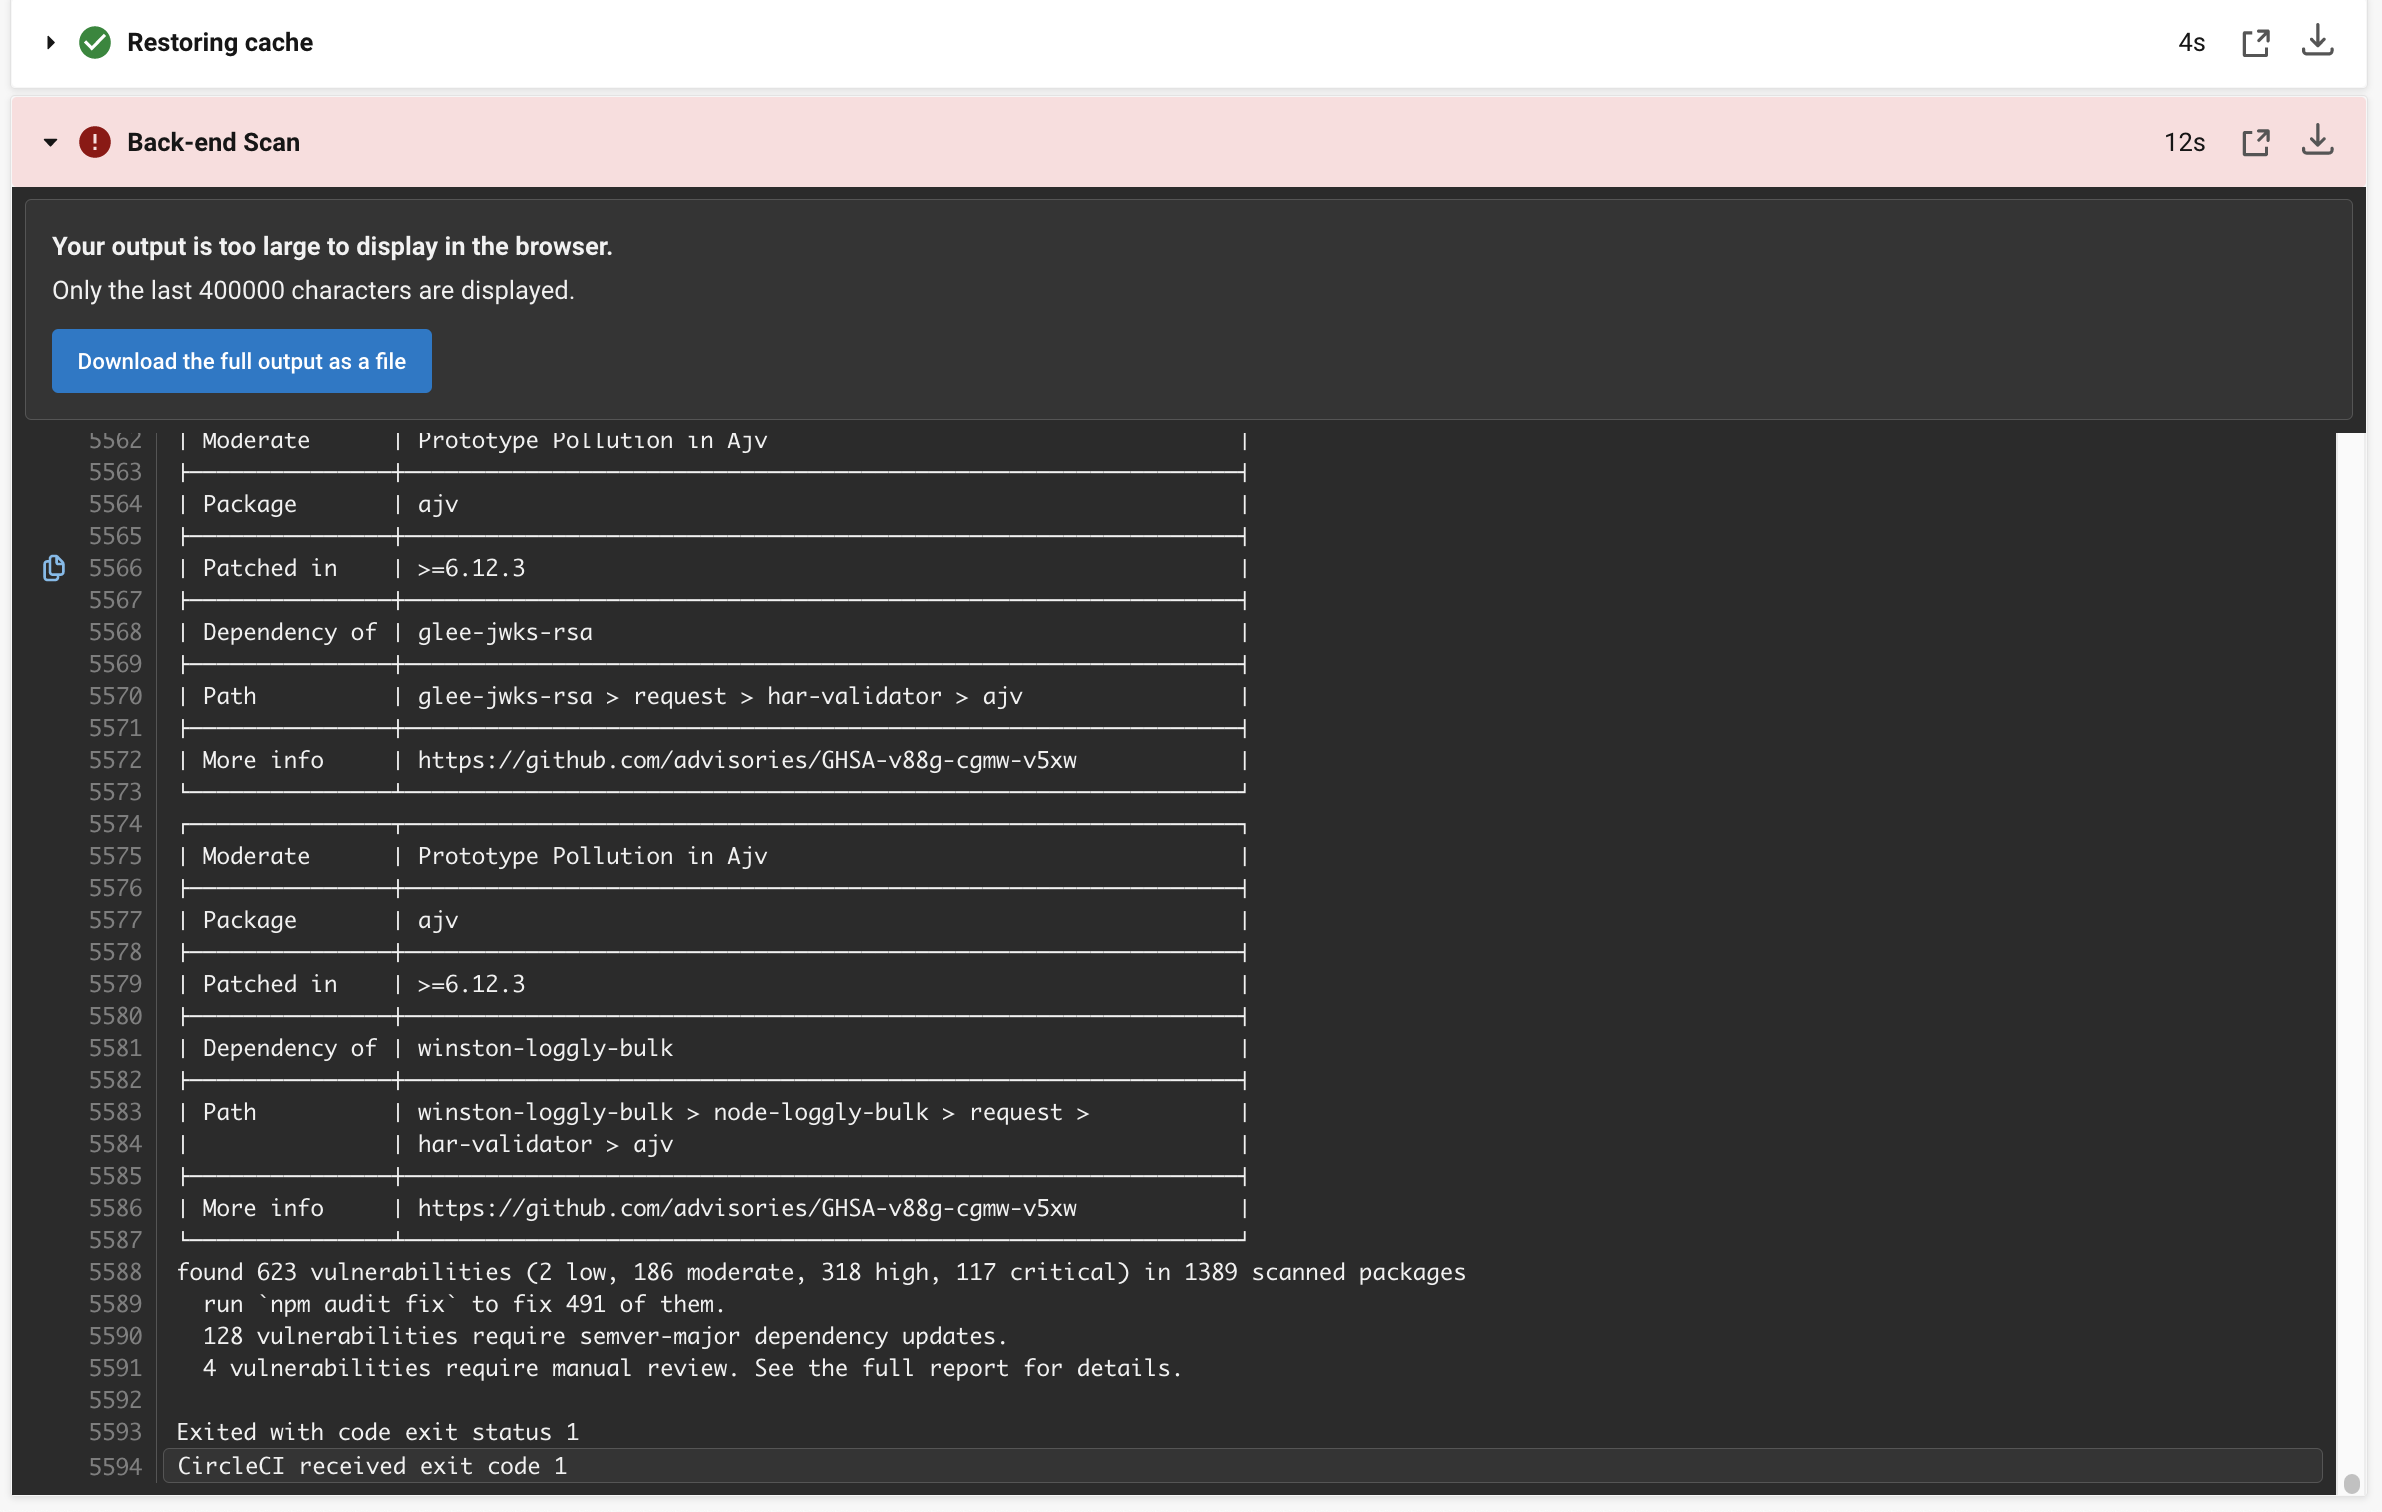 Restoring cache 4s
Back-end Scan 12s
Your output is too large to display in the browser.
Only the last 400000 characters are displayed.
Download the full output as a file
5562 | Moderate | Prototype Pollution in Ajv |
5563
5564 | Package | ajv |
5565
5566 | Patched in | >=6.12.3 |
5567
5568 | Dependency of | glee-jwks-rsa |
5569
5570 | Path | glee-jwks-rsa > request > har-validator > ajv |
5571
5572 | More info | https://github.com/advisories/GHSA-v88g-cgmw-v5xw |
5573
5574
5575 | Moderate | Prototype Pollution in Ajv |
5576
5577 | Package | ajv |
5578
5579 | Patched in | >=6.12.3 |
5580
5581 | Dependency of | winston-loggly-bulk |
5582
5583 | Path | winston-loggly-bulk > node-loggly-bulk > request > |
5584 | | har-validator > ajv |
5585
5586 | More info | https://github.com/advisories/GHSA-v88g-cgmw-v5xw |
5587
5588 found 623 vulnerabilities (2 low, 186 moderate, 318 high, 117 critical) in 1389 scanned packages
5589 run `npm audit fix` to fix 491 of them.
5590 128 vulnerabilities require semver-major dependency updates.
5591 4 vulnerabilities require manual review. See the full report for details.
5592
5593 Exited with code exit status 1
5594 CircleCI received exit code 1